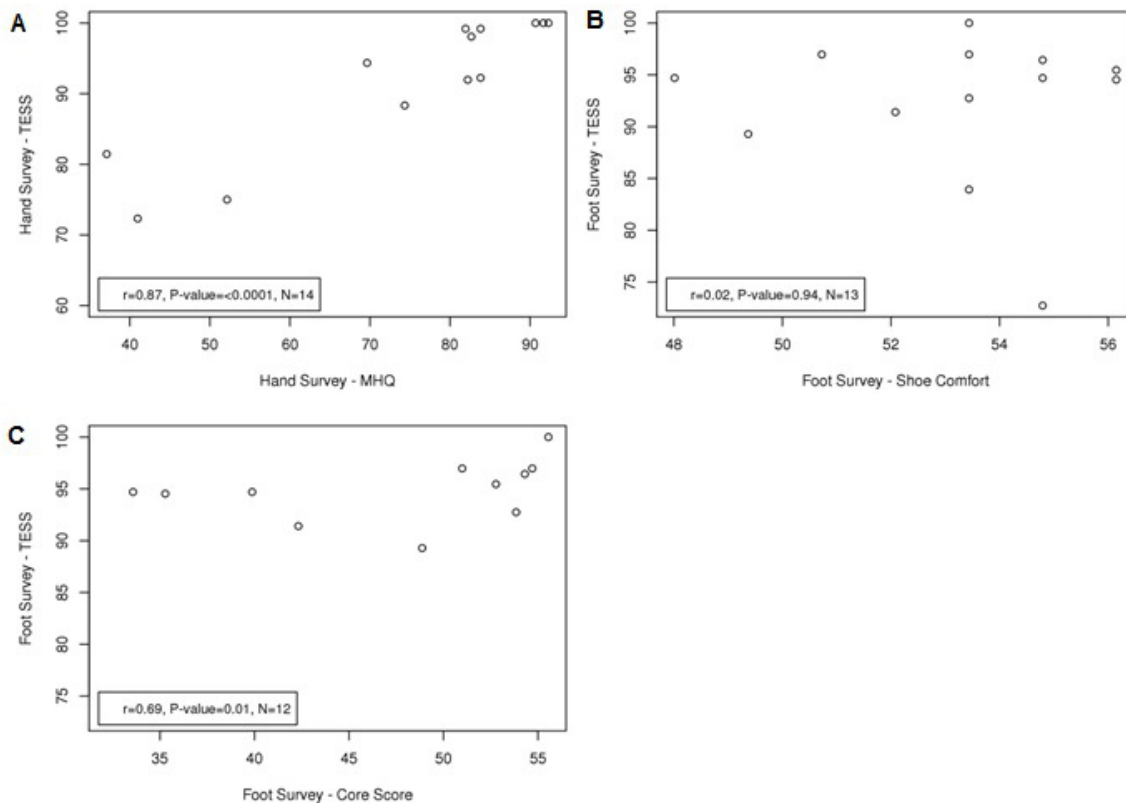 A
Hand Survey - TESS
100
90
80
70
60
r=0.87, P-value=<0.0001, N=14
40 50 60 70 80 90
Hand Survey - MHQ
B
Foot Survey - TESS
100
95
90
85
80
75
r=0.02, P-value=0.94, N=13
48 50 52 54 56
Foot Survey - Shoe Comfort
C
Foot Survey - TESS
100
95
90
85
80
75
r=0.69, P-value=0.01, N=12
35 40 45 50 55
Foot Survey - Core Score